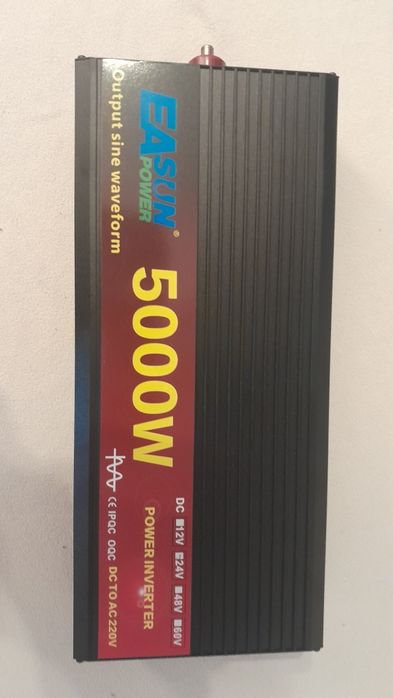 EASUN
POWER®
Output sine waveform
5000W
DC 12V 24V 48V 60V
POWER INVERTER
CE IPQC OQC DC TO AC 220V